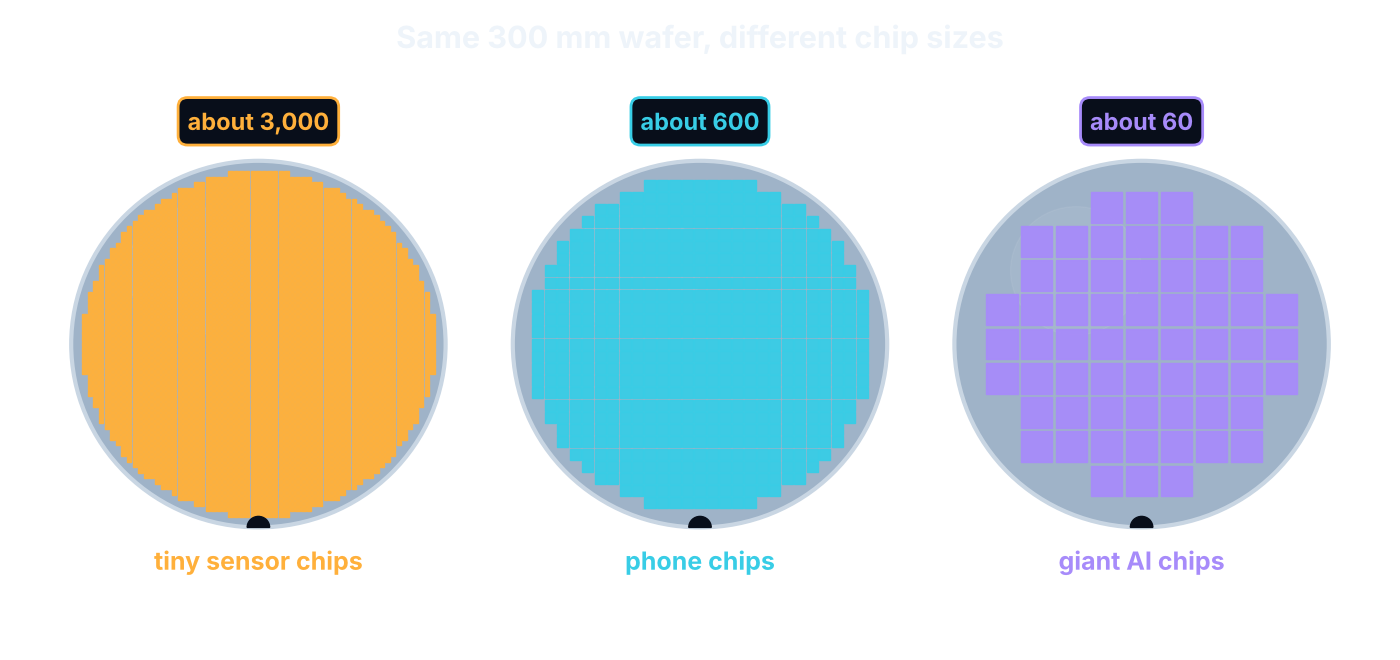 Same 300 mm wafer, different chip sizes
about 3,000
about 600
about 60
tiny sensor chips
phone chips
giant AI chips